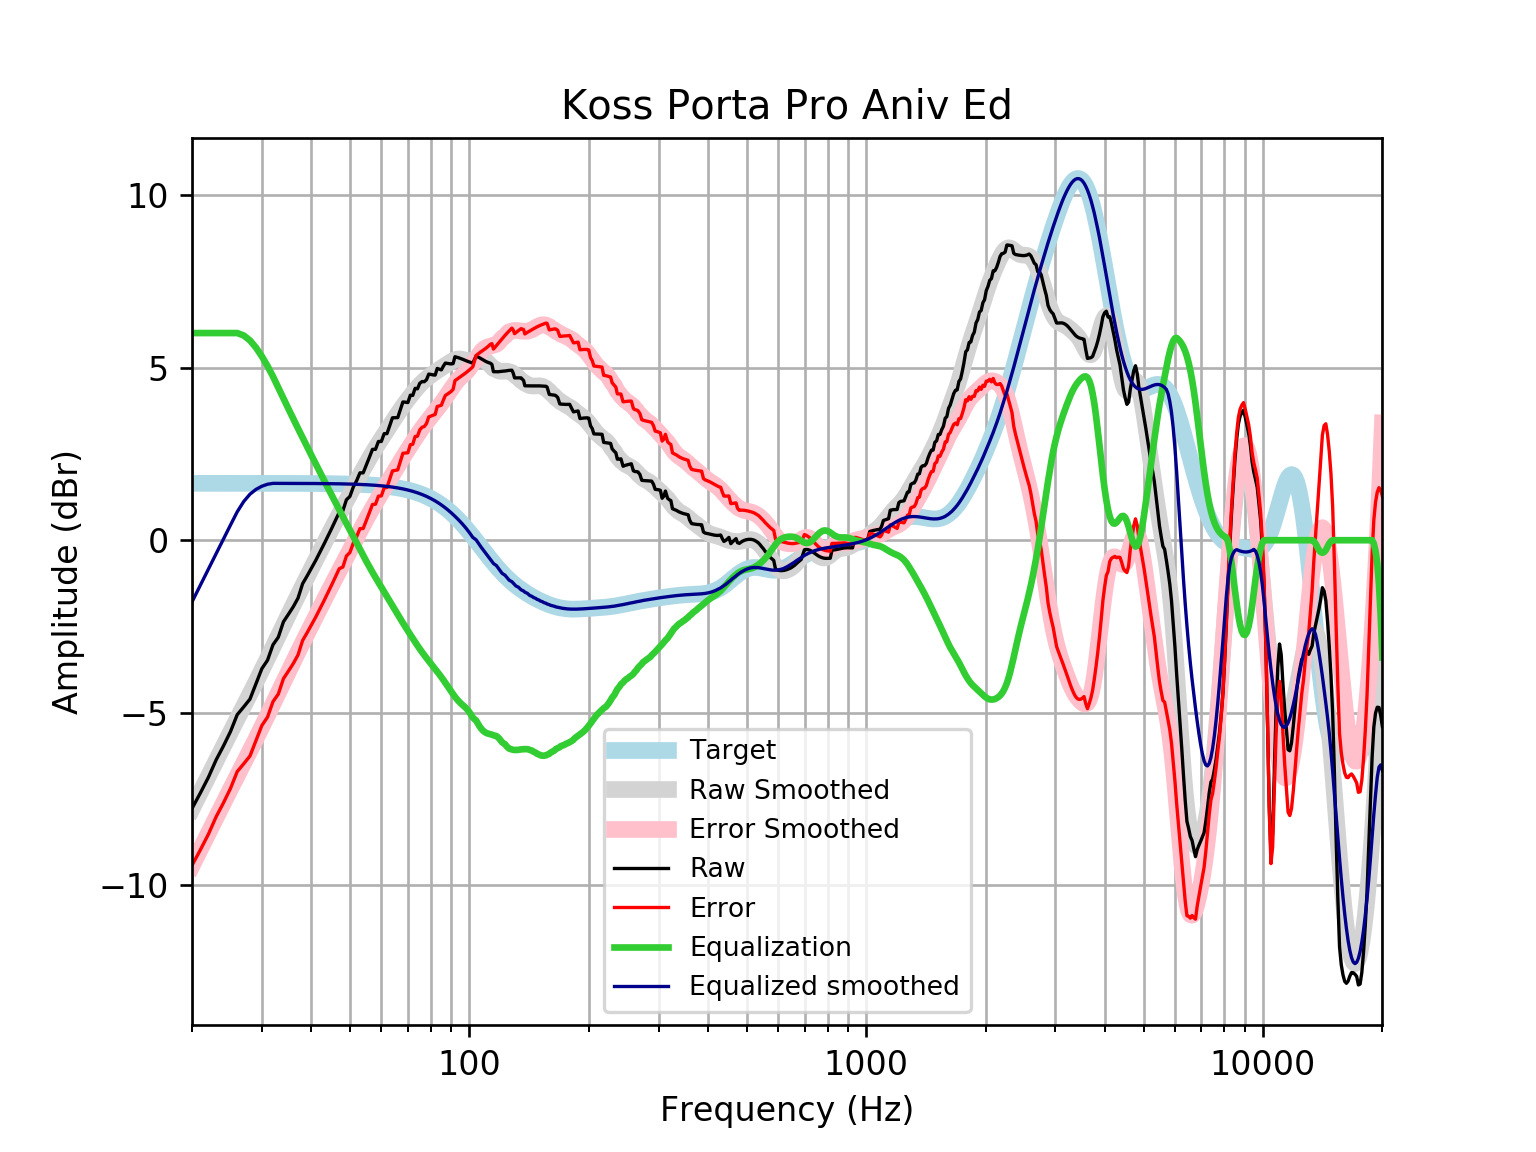 Koss Porta Pro Aniv Ed
10
5
0
−5
−10
Amplitude (dBr)
Target
Raw Smoothed
Error Smoothed
Raw
Error
Equalization
Equalized smoothed
100
1000
10000
Frequency (Hz)